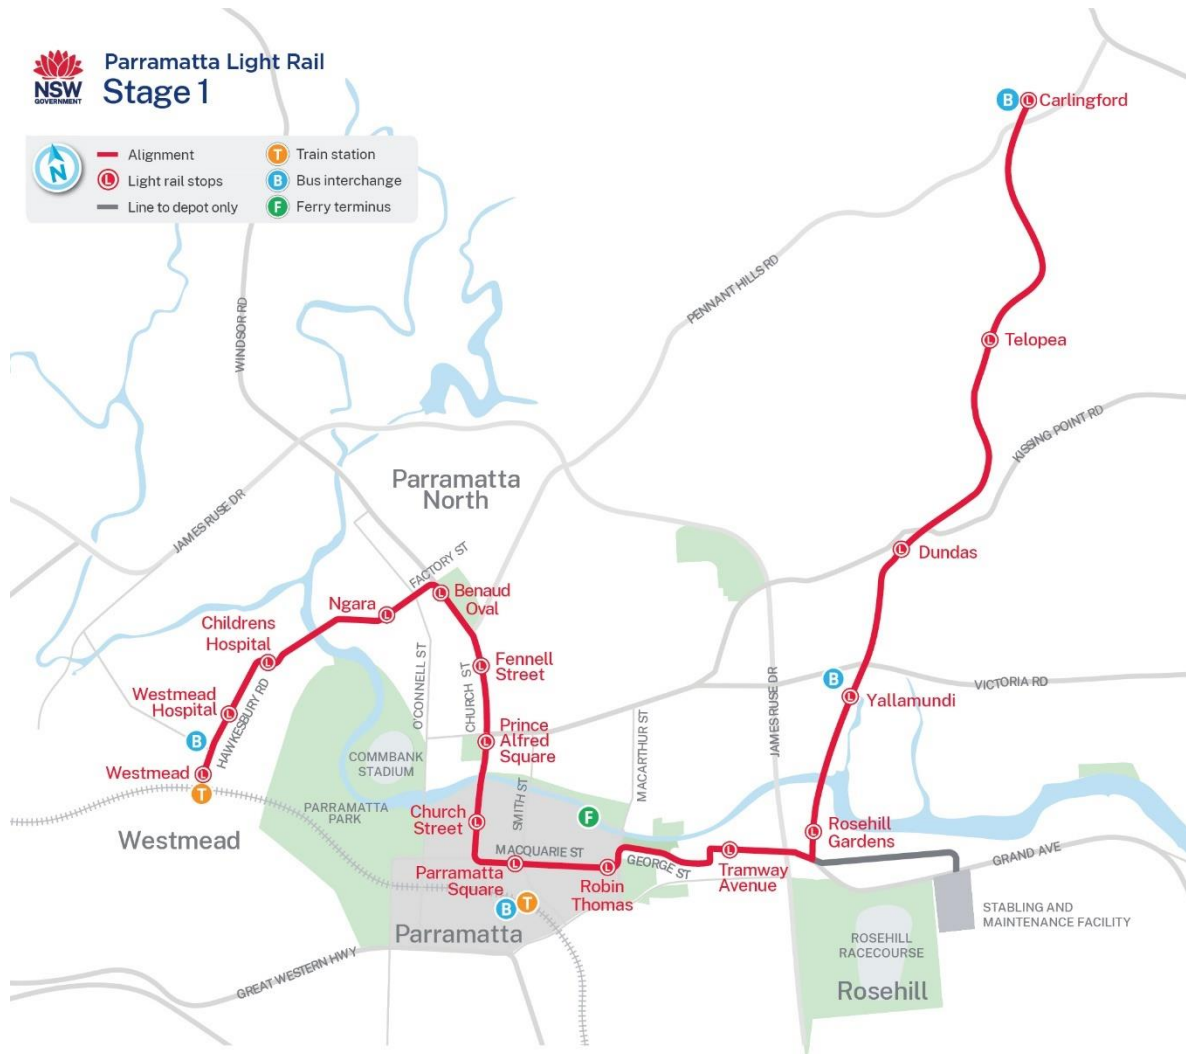 Parramatta Light Rail
Stage 1
NSW
GOVERNMENT
N
Alignment
L Light rail stops
Line to depot only
T Train station
B Bus interchange
F Ferry terminus
B L Carlingford
PENNANT HILLS RD
WINDSOR RD
L Telopea
KISSING POINT RD
Parramatta
North
JAMES RUSE DR
L Dundas
FACTORY ST
Benaud
Oval
L
Ngara L
Childrens
Hospital
L
Fennell
Street
L
O'CONNELL ST
CHURCH ST
JAMES RUSE DR
B
VICTORIA RD
L Yallamundi
Westmead
Hospital
L
HAWKESBURY RD
B
Prince
Alfred
Square
L
MACARTHUR ST
COMMBANK
STADIUM
Westmead L
T
SMITH ST
PARRAMATTA
PARK
Church
Street
L
F
Westmead
Rosehill
Gardens
L
MACQUARIE ST
GEORGE ST
GRAND AVE
Parramatta
Square
L
L
Robin
Thomas
L
Tramway
Avenue
B T
Parramatta
STABLING AND
MAINTENANCE FACILITY
ROSEHILL
RACECOURSE
GREAT WESTERN HWY
Rosehill